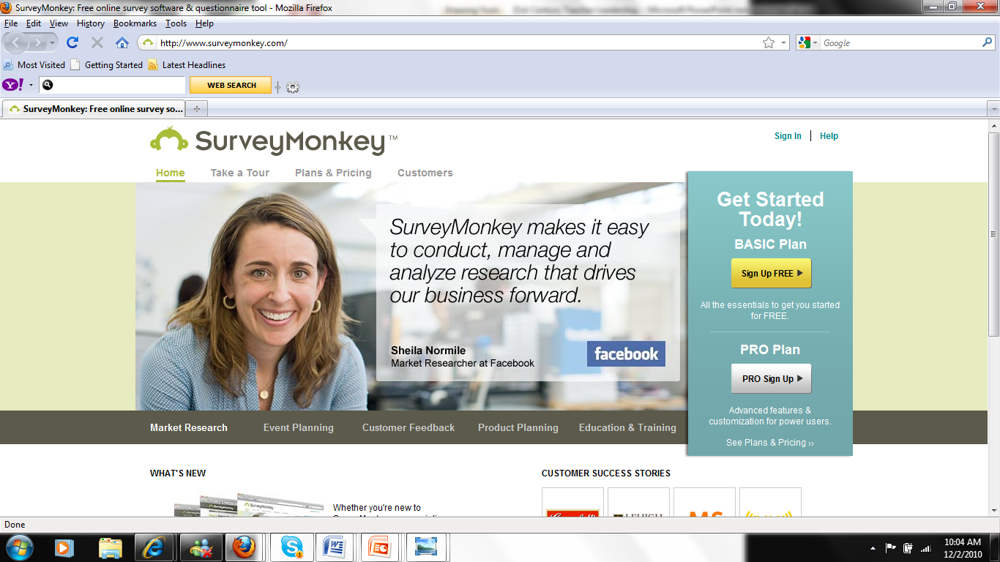 SurveyMonkey: Free online survey software & questionnaire tool - Mozilla Firefox
File Edit View History Bookmarks Tools Help
http://www.surveymonkey.com/
Google
Most Visited Getting Started Latest Headlines
Y! WEB SEARCH
SurveyMonkey: Free online survey so...
SurveyMonkey™
Sign In | Help
Home Take a Tour Plans & Pricing Customers
SurveyMonkey makes it easy
to conduct, manage and
analyze research that drives
our business forward.
Sheila Normile
Market Researcher at Facebook
facebook
Get Started
Today!
BASIC Plan
Sign Up FREE
All the essentials to get you started
for FREE.
PRO Plan
PRO Sign Up
Advanced features &
customization for power users.
See Plans & Pricing ››
Market Research Event Planning Customer Feedback Product Planning Education & Training
WHAT'S NEW
Whether you're new to
CUSTOMER SUCCESS STORIES
LEHIGH
MS
Done
10:04 AM
12/2/2010